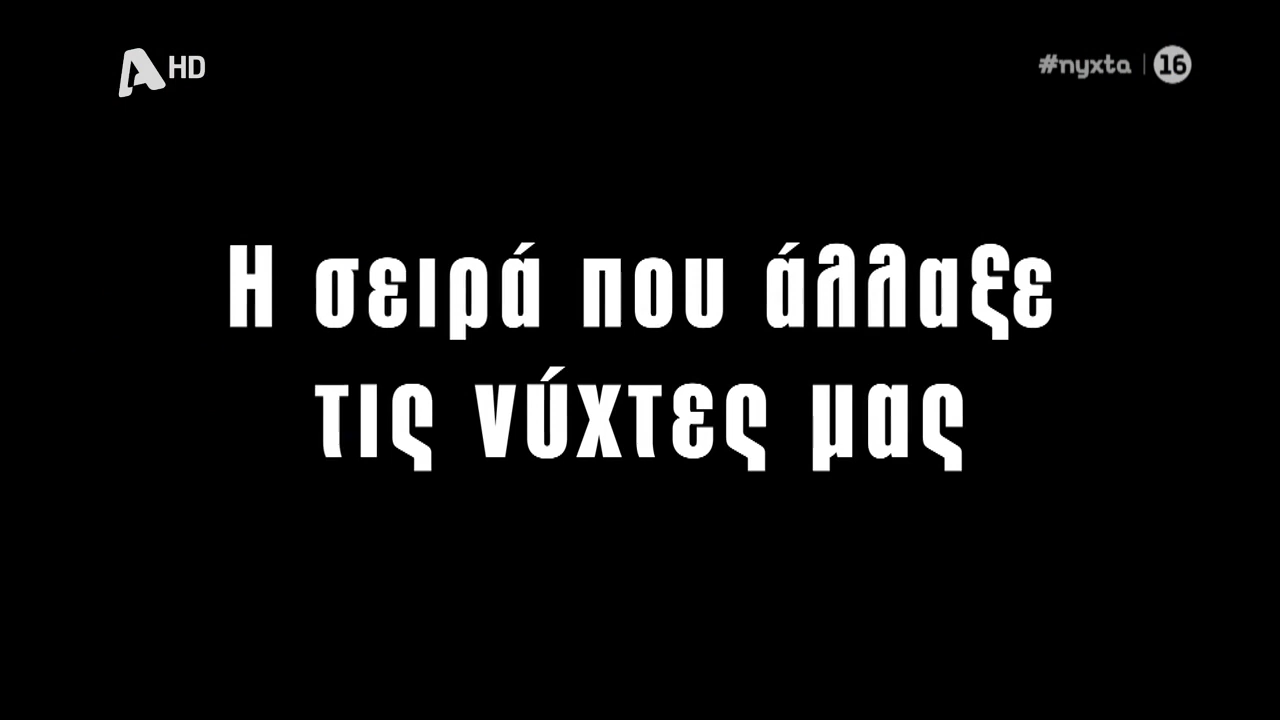 A HD
#nyxta | 16
Η σειρά που άλλαξε
τις νύχτες μας